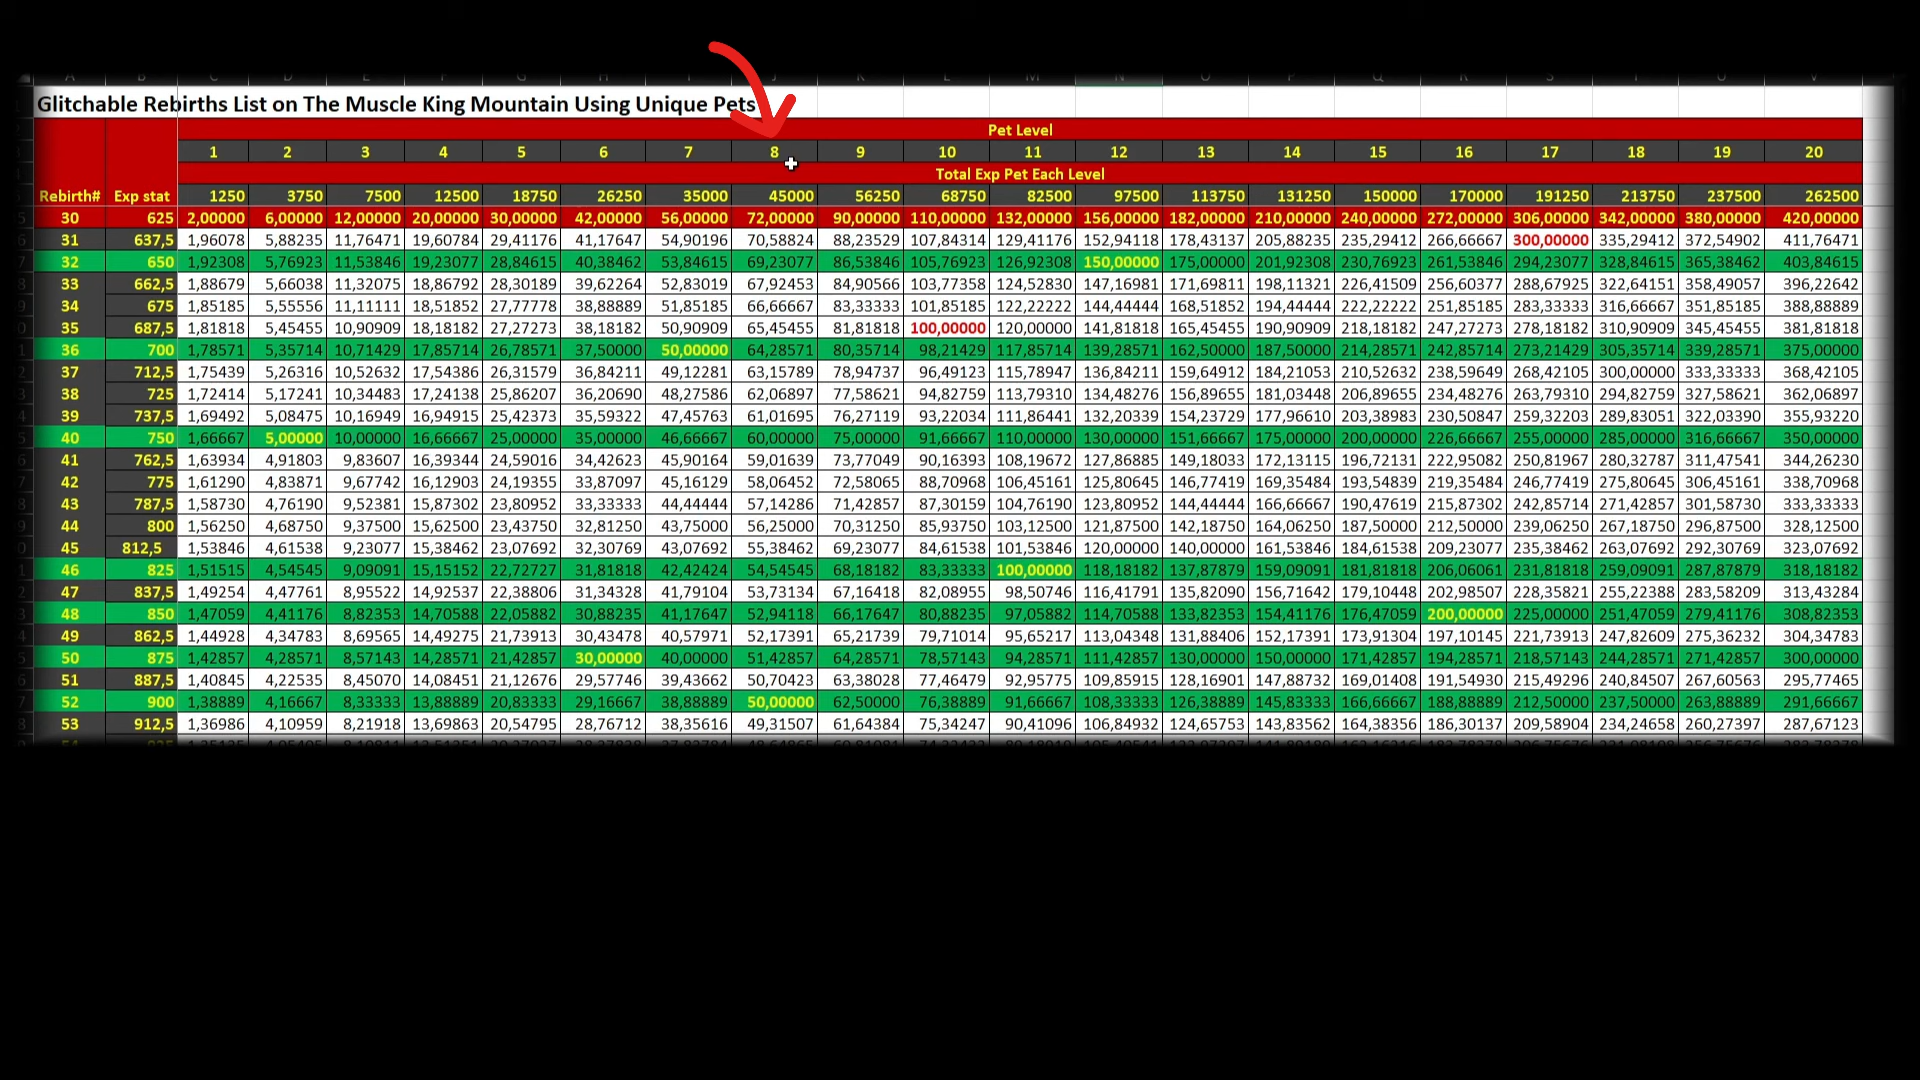 Glitchable Rebirths List on The Muscle King Mountain Using Unique Pets
Pet Level
1 2 3 4 5 6 7 8 9 10 11 12 13 14 15 16 17 18 19 20
Total Exp Pet Each Level
Rebirth# Exp stat 1250 3750 7500 12500 18750 26250 35000 45000 56250 68750 82500 97500 113750 131250 150000 170000 191250 213750 237500 262500
30 625 2,00000 6,00000 12,00000 20,00000 30,00000 42,00000 56,00000 72,00000 90,00000 110,00000 132,00000 156,00000 182,00000 210,00000 240,00000 272,00000 306,00000 342,00000 380,00000 420,00000
31 637,5 1,96078 5,88235 11,76471 19,60784 29,41176 41,17647 54,90196 70,58824 88,23529 107,84314 129,41176 152,94118 178,43137 205,88235 235,29412 266,66667 300,00000 335,29412 372,54902 411,76471
32 650 1,92308 5,76923 11,53846 19,23077 28,84615 40,38462 53,84615 69,23077 86,53846 105,76923 126,92308 150,00000 175,00000 201,92308 230,76923 261,53846 294,23077 328,84615 365,38462 403,84615
33 662,5 1,88679 5,66038 11,32075 18,86792 28,30189 39,62264 52,83019 67,92453 84,90566 103,77358 124,52830 147,16981 171,69811 198,11321 226,41509 256,60377 288,67925 322,64151 358,49057 396,22642
34 675 1,85185 5,55556 11,11111 18,51852 27,77778 38,88889 51,85185 66,66667 83,33333 101,85185 122,22222 144,44444 168,51852 194,44444 222,22222 251,85185 283,33333 316,66667 351,85185 388,88889
35 687,5 1,81818 5,45455 10,90909 18,18182 27,27273 38,18182 50,90909 65,45455 81,81818 100,00000 120,00000 141,81818 165,45455 190,90909 218,18182 247,27273 278,18182 310,90909 345,45455 381,81818
36 700 1,78571 5,35714 10,71429 17,85714 26,78571 37,50000 50,00000 64,28571 80,35714 98,21429 117,85714 139,28571 162,50000 187,50000 214,28571 242,85714 273,21429 305,35714 339,28571 375,00000
37 712,5 1,75439 5,26316 10,52632 17,54386 26,31579 36,84211 49,12281 63,15789 78,94737 96,49123 115,78947 136,84211 159,64912 184,21053 210,52632 238,59649 268,42105 300,00000 333,33333 368,42105
38 725 1,72414 5,17241 10,34483 17,24138 25,86207 36,20690 48,27586 62,06897 77,58621 94,82759 113,79310 134,48276 156,89655 181,03448 206,89655 234,48276 263,79310 294,82759 327,58621 362,06897
39 737,5 1,69492 5,08475 10,16949 16,94915 25,42373 35,59322 47,45763 61,01695 76,27119 93,22034 111,86441 132,20339 154,23729 177,96610 203,38983 230,50847 259,32203 289,83051 322,03390 355,93220
40 750 1,66667 5,00000 10,00000 16,66667 25,00000 35,00000 46,66667 60,00000 75,00000 91,66667 110,00000 130,00000 151,66667 175,00000 200,00000 226,66667 255,00000 285,00000 316,66667 350,00000
41 762,5 1,63934 4,91803 9,83607 16,39344 24,59016 34,42623 45,90164 59,01639 73,77049 90,16393 108,19672 127,86885 149,18033 172,13115 196,72131 222,95082 250,81967 280,32787 311,47541 344,26230
42 775 1,61290 4,83871 9,67742 16,12903 24,19355 33,87097 45,16129 58,06452 72,58065 88,70968 106,45161 125,80645 146,77419 169,35484 193,54839 219,35484 246,77419 275,80645 306,45161 338,70968
43 787,5 1,58730 4,76190 9,52381 15,87302 23,80952 33,33333 44,44444 57,14286 71,42857 87,30159 104,76190 123,80952 144,44444 166,66667 190,47619 215,87302 242,85714 271,42857 301,58730 333,33333
44 800 1,56250 4,68750 9,37500 15,62500 23,43750 32,81250 43,75000 56,25000 70,31250 85,93750 103,12500 121,87500 142,18750 164,06250 187,50000 212,50000 239,06250 267,18750 296,87500 328,12500
45 812,5 1,53846 4,61538 9,23077 15,38462 23,07692 32,30769 43,07692 55,38462 69,23077 84,61538 101,53846 120,00000 140,00000 161,53846 184,61538 209,23077 235,38462 263,07692 292,30769 323,07692
46 825 1,51515 4,54545 9,09091 15,15152 22,72727 31,81818 42,42424 54,54545 68,18182 83,33333 100,00000 118,18182 137,87879 159,09091 181,81818 206,06061 231,81818 259,09091 287,87879 318,18182
47 837,5 1,49254 4,47761 8,95522 14,92537 22,38806 31,34328 41,79104 53,73134 67,16418 82,08955 98,50746 116,41791 135,82090 156,71642 179,10448 202,98507 228,35821 255,22388 283,58209 313,43284
48 850 1,47059 4,41176 8,82353 14,70588 22,05882 30,88235 41,17647 52,94118 66,17647 80,88235 97,05882 114,70588 133,82353 154,41176 176,47059 200,00000 225,00000 251,47059 279,41176 308,82353
49 862,5 1,44928 4,34783 8,69565 14,49275 21,73913 30,43478 40,57971 52,17391 65,21739 79,71014 95,65217 113,04348 131,88406 152,17391 173,91304 197,10145 221,73913 247,82609 275,36232 304,34783
50 875 1,42857 4,28571 8,57143 14,28571 21,42857 30,00000 40,00000 51,42857 64,28571 78,57143 94,28571 111,42857 130,00000 150,00000 171,42857 194,28571 218,57143 244,28571 271,42857 300,00000
51 887,5 1,40845 4,22535 8,45070 14,08451 21,12676 29,57746 39,43662 50,70423 63,38028 77,46479 92,95775 109,85915 128,16901 147,88732 169,01408 191,54930 215,49296 240,84507 267,60563 295,77465
52 900 1,38889 4,16667 8,33333 13,88889 20,83333 29,16667 38,88889 50,00000 62,50000 76,38889 91,66667 108,33333 126,38889 145,83333 166,66667 188,88889 212,50000 237,50000 263,88889 291,66667
53 912,5 1,36986 4,10959 8,21918 13,69863 20,54795 28,76712 38,35616 49,31507 61,64384 75,34247 90,41096 106,84932 124,65753 143,83562 164,38356 186,30137 209,58904 234,24658 260,27397 287,67123